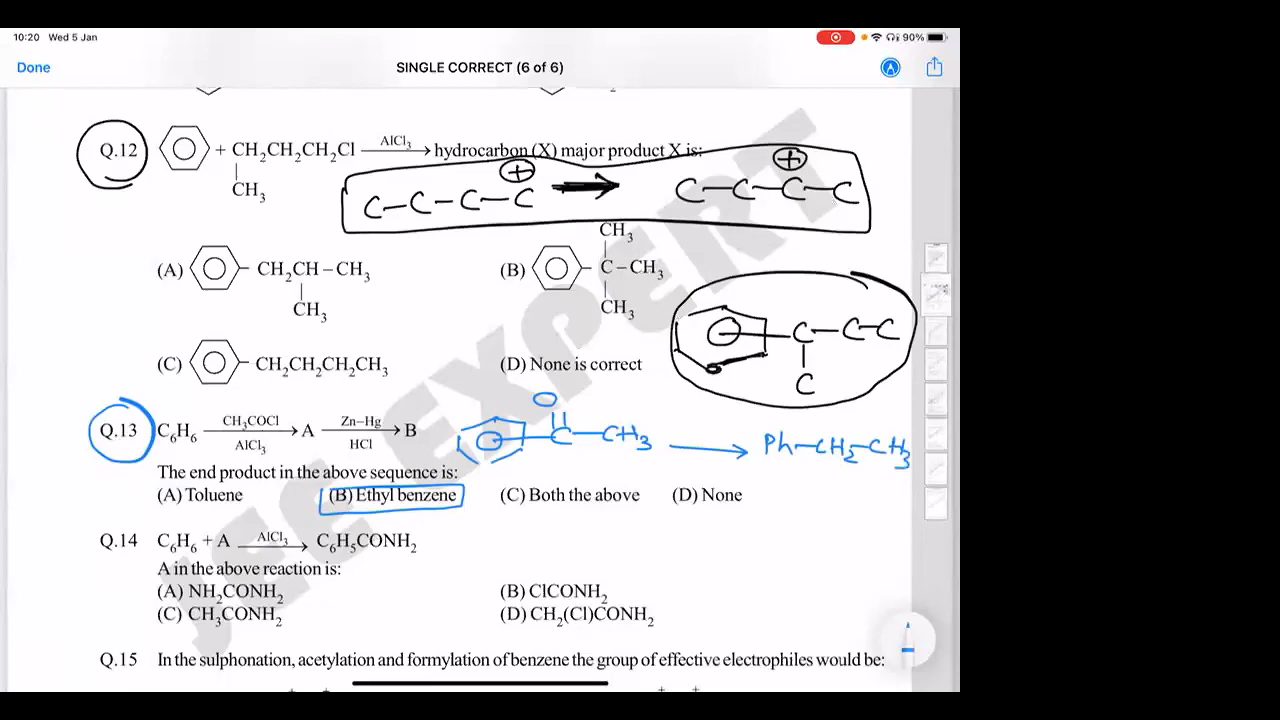 10:20 Wed 5 Jan 90%
Done SINGLE CORRECT (6 of 6)
Q.12 + CH₂CH₂CH₂Cl AlCl₃ hydrocarbon (X) major product X is:
CH₃
C-C-C-C ⊕ → C-C-C-C ⊕
(A) CH₂CH–CH₃
CH₃
(B) CH₃
C–CH₃
CH₃
C-C-C
C
(C) CH₂CH₂CH₂CH₃ (D) None is correct
Q.13 C₆H₆ CH₃COCl AlCl₃ → A Zn–Hg HCl → B
O
C-CH₃ → Ph-CH₂-CH₃
The end product in the above sequence is:
(A) Toluene (B) Ethyl benzene (C) Both the above (D) None
Q.14 C₆H₆ + A AlCl₃ → C₆H₅CONH₂
A in the above reaction is:
(A) NH₂CONH₂ (B) ClCONH₂
(C) CH₃CONH₂ (D) CH₂(Cl)CONH₂
Q.15 In the sulphonation, acetylation and formylation of benzene the group of effective electrophiles would be:
JEE EXPERT